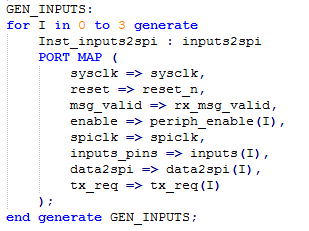 GEN_INPUTS:
for I in 0 to 3 generate
Inst_inputs2spi : inputs2spi
PORT MAP (
sysclk => sysclk,
reset => reset_n,
msg_valid => rx_msg_valid,
enable => periph_enable(I),
spiclk => spiclk,
inputs_pins => inputs(I),
data2spi => data2spi(I),
tx_req => tx_req(I)
);
end generate GEN_INPUTS;